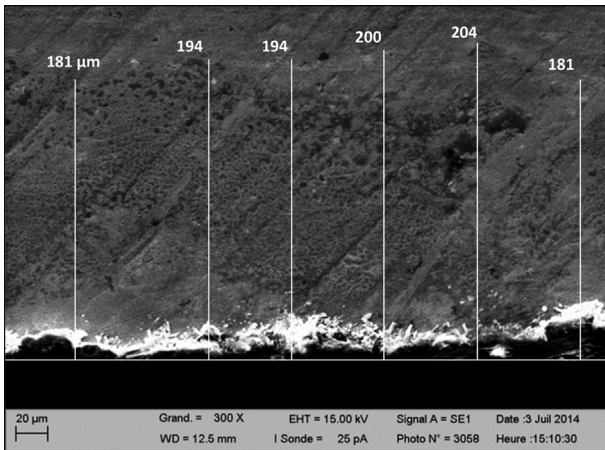 181 µm 194 194 200 204 181
20 µm Grand. = 300 X EHT = 15.00 kV Signal A = SE1 Date :3 Juil 2014
WD = 12.5 mm I Sonde = 25 pA Photo N° = 3058 Heure :15:10:30